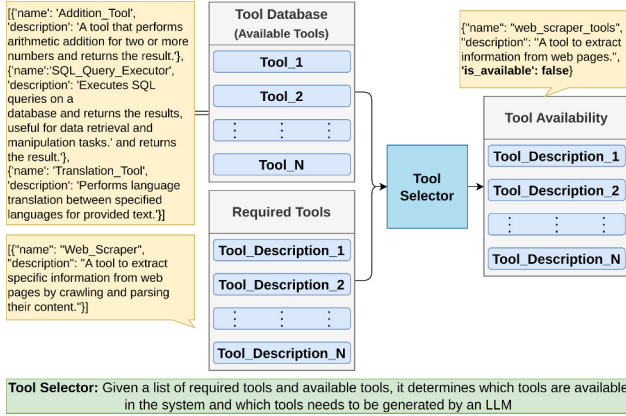 [{'name': 'Addition_Tool',
'description': 'A tool that performs
arithmetic addition for two or more
numbers and returns the result.'},
{'name':'SQL_Query_Executor',
'description': 'Executes SQL
queries on a
database and returns the results,
useful for data retrieval and
manipulation tasks.' and returns
the result.'},
{'name': 'Translation_Tool',
'description': 'Performs language
translation between specified
languages for provided text.'}]
[{"name": "Web_Scraper",
"description": "A tool to extract
specific information from web
pages by crawling and parsing
their content."}]
Tool Database
(Available Tools)
Tool_1
Tool_2
Tool_N
Required Tools
Tool_Description_1
Tool_Description_2
Tool_Description_N
Tool
Selector
{"name": "web_scraper_tools",
"description": "A tool to extract
information from web pages.",
'is_available': false}
Tool Availability
Tool_Description_1
Tool_Description_2
Tool_Description_N
Tool Selector: Given a list of required tools and available tools, it determines which tools are available
in the system and which tools needs to be generated by an LLM